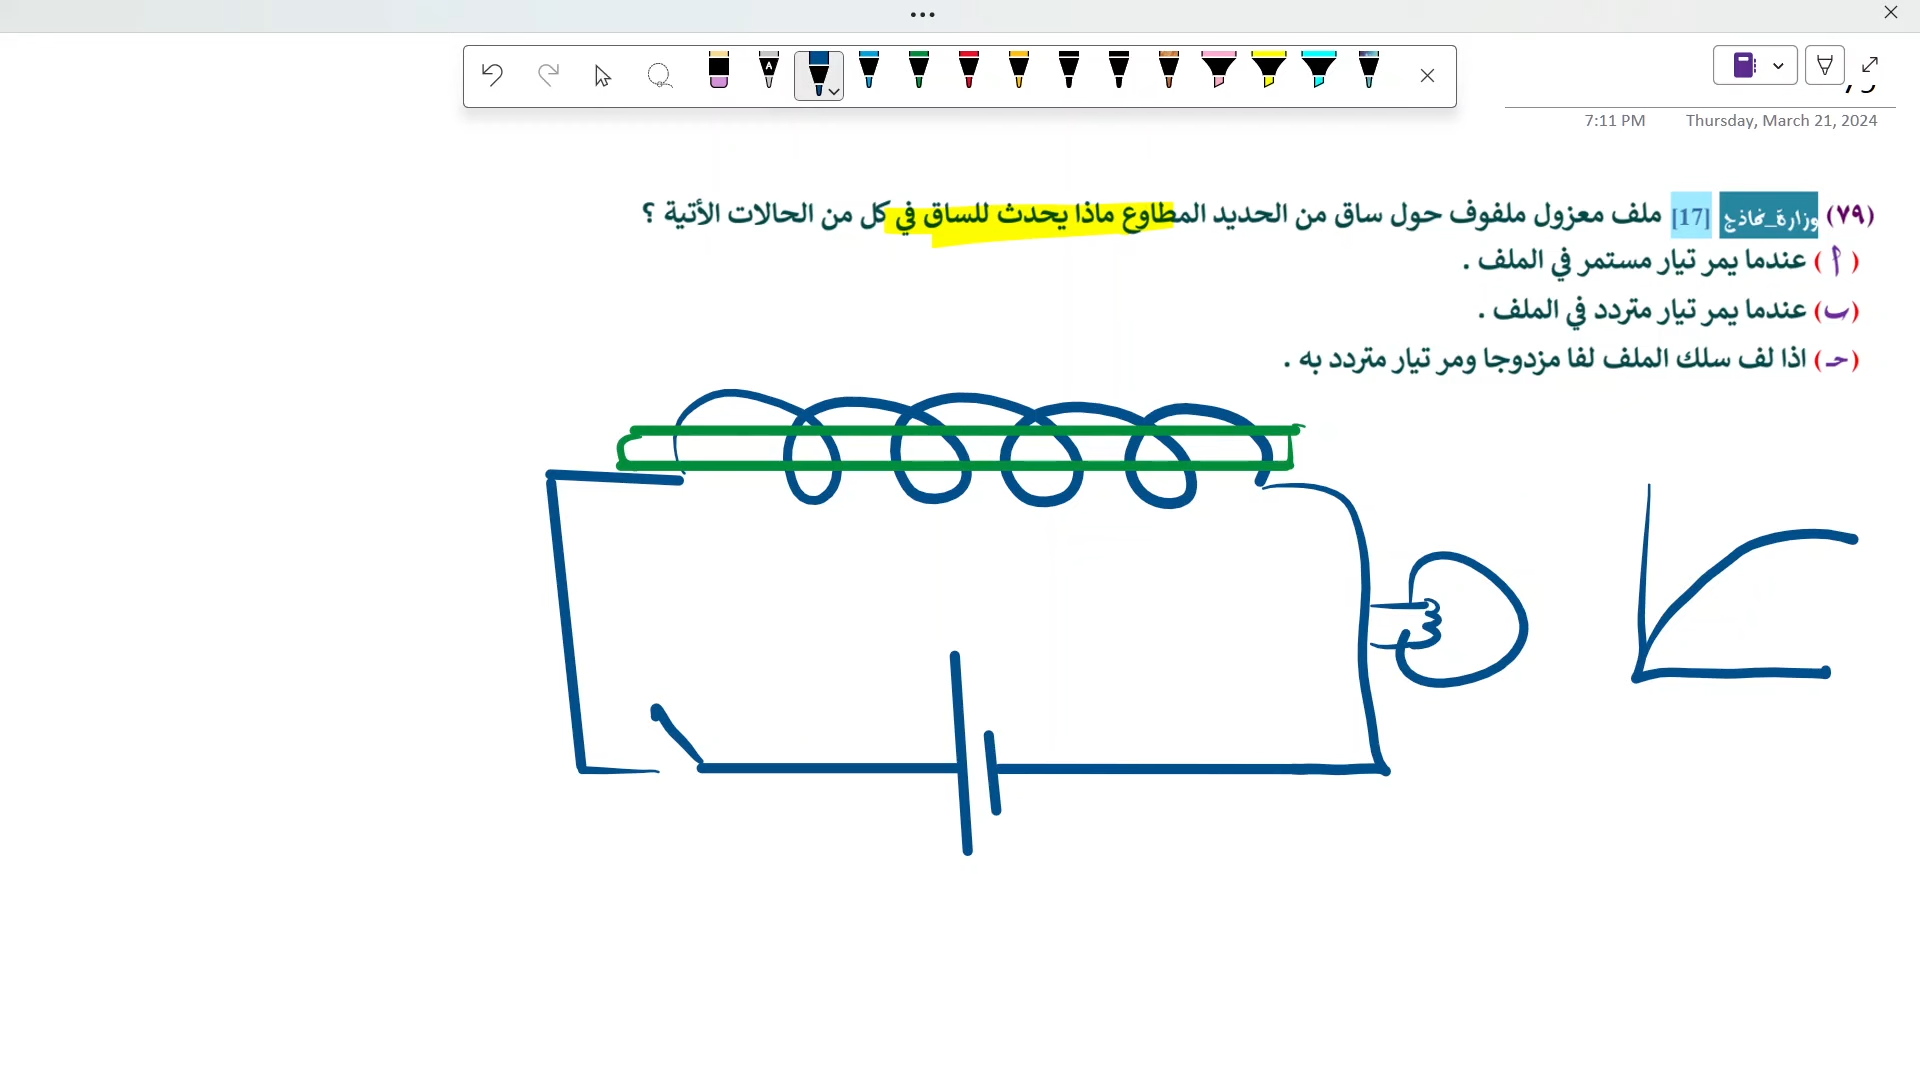 7:11 PM Thursday, March 21, 2024
(٧٩) وزارة_نماذج [17] ملف معزول ملفوف حول ساق من الحديد المطاوع ماذا يحدث للساق في كل من الحالات الأتية ؟
(أ) عندما يمر تيار مستمر في الملف .
(ب) عندما يمر تيار متردد في الملف .
(حـ) اذا لف سلك الملف لفا مزدوجا ومر تيار متردد به .